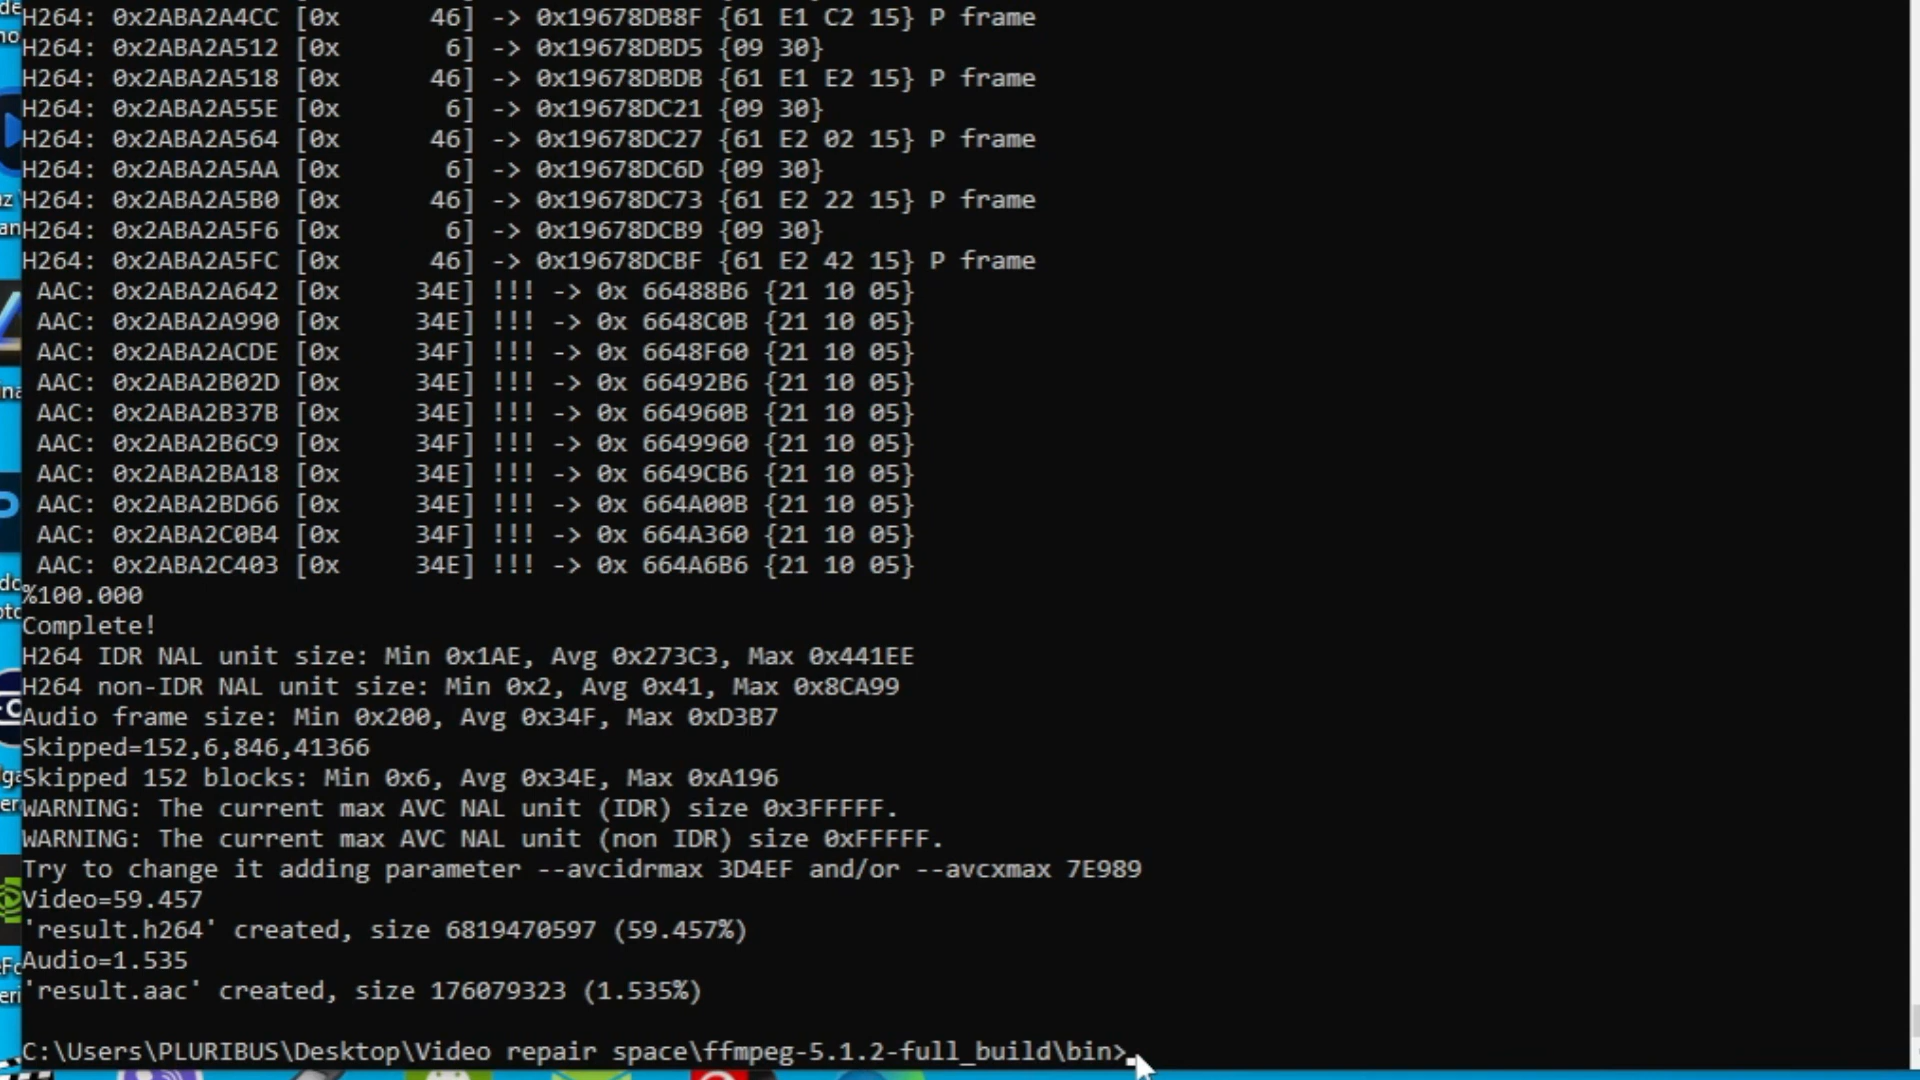 H264: 0x2ABA2A4CC [0x      46] -> 0x19678DB8F {61 E1 C2 15} P frame
H264: 0x2ABA2A512 [0x       6] -> 0x19678DBD5 {09 30}
H264: 0x2ABA2A518 [0x      46] -> 0x19678DBDB {61 E1 E2 15} P frame
H264: 0x2ABA2A55E [0x       6] -> 0x19678DC21 {09 30}
H264: 0x2ABA2A564 [0x      46] -> 0x19678DC27 {61 E2 02 15} P frame
H264: 0x2ABA2A5AA [0x       6] -> 0x19678DC6D {09 30}
H264: 0x2ABA2A5B0 [0x      46] -> 0x19678DC73 {61 E2 22 15} P frame
H264: 0x2ABA2A5F6 [0x       6] -> 0x19678DCB9 {09 30}
H264: 0x2ABA2A5FC [0x      46] -> 0x19678DCBF {61 E2 42 15} P frame
 AAC: 0x2ABA2A642 [0x     34E] !!! -> 0x 66488B6 {21 10 05}
 AAC: 0x2ABA2A990 [0x     34E] !!! -> 0x 6648C0B {21 10 05}
 AAC: 0x2ABA2ACDE [0x     34F] !!! -> 0x 6648F60 {21 10 05}
 AAC: 0x2ABA2B02D [0x     34E] !!! -> 0x 66492B6 {21 10 05}
 AAC: 0x2ABA2B37B [0x     34E] !!! -> 0x 664960B {21 10 05}
 AAC: 0x2ABA2B6C9 [0x     34F] !!! -> 0x 6649960 {21 10 05}
 AAC: 0x2ABA2BA18 [0x     34E] !!! -> 0x 6649CB6 {21 10 05}
 AAC: 0x2ABA2BD66 [0x     34E] !!! -> 0x 664A00B {21 10 05}
 AAC: 0x2ABA2C0B4 [0x     34F] !!! -> 0x 664A360 {21 10 05}
 AAC: 0x2ABA2C403 [0x     34E] !!! -> 0x 664A6B6 {21 10 05}
%100.000
Complete!
H264 IDR NAL unit size: Min 0x1AE, Avg 0x273C3, Max 0x441EE
H264 non-IDR NAL unit size: Min 0x2, Avg 0x41, Max 0x8CA99
Audio frame size: Min 0x200, Avg 0x34F, Max 0xD3B7
Skipped=152,6,846,41366
Skipped 152 blocks: Min 0x6, Avg 0x34E, Max 0xA196
WARNING: The current max AVC NAL unit (IDR) size 0x3FFFFF.
WARNING: The current max AVC NAL unit (non IDR) size 0xFFFFF.
Try to change it adding parameter --avcidrmax 3D4EF and/or --avcxmax 7E989
Video=59.457
'result.h264' created, size 6819470597 (59.457%)
Audio=1.535
'result.aac' created, size 176079323 (1.535%)
C:\Users\PLURIBUS\Desktop\Video repair space\ffmpeg-5.1.2-full_build\bin>